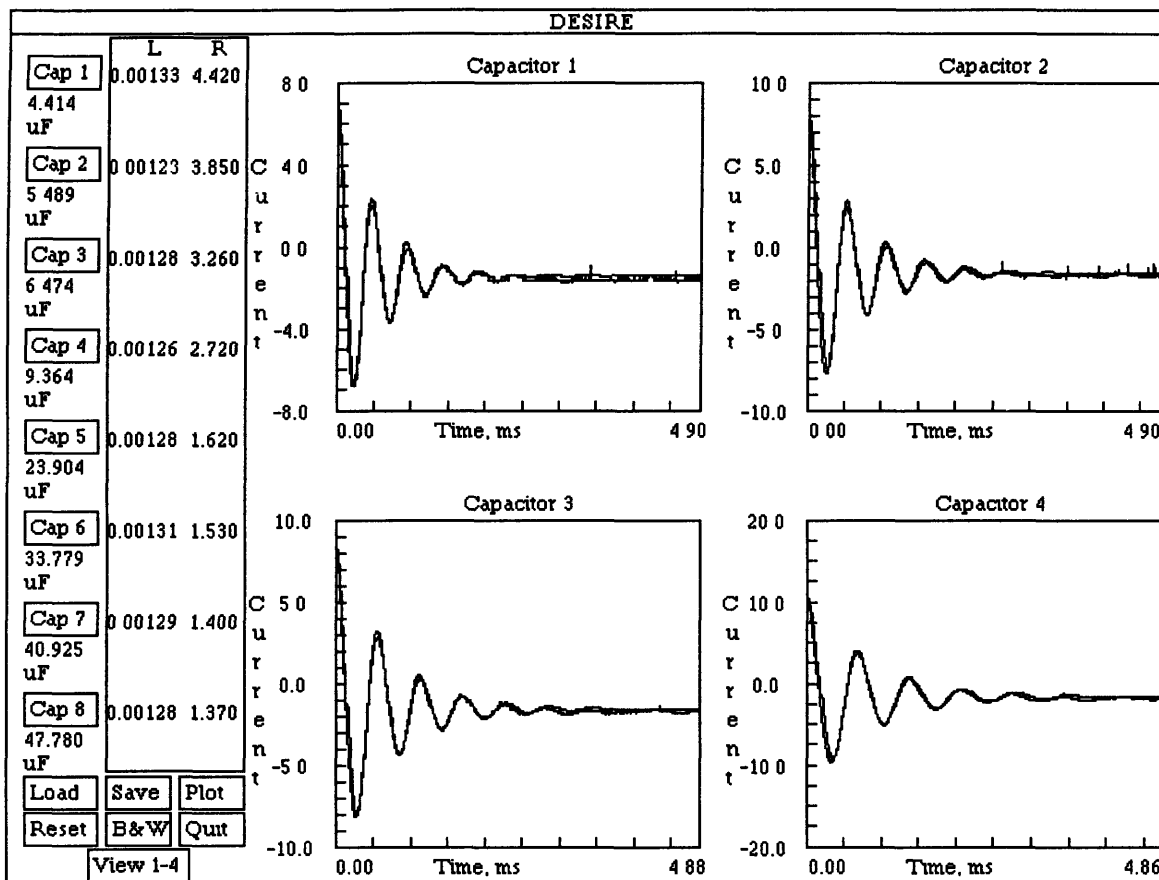 DESIRE
L R
Cap 1 0.00133 4.420
4.414
uF
Cap 2 0 00123 3.850
5 489
uF
Cap 3 0.00128 3.260
6 474
uF
Cap 4 0.00126 2.720
9.364
uF
Cap 5 0.00128 1.620
23.904
uF
Cap 6 0.00131 1.530
33.779
uF
Cap 7 0.00129 1.400
40.925
uF
Cap 8 0.00128 1.370
47.780
uF
Load Save Plot
Reset B&W Quit
View 1-4
Capacitor 1
8 0
4 0
0 0
-4.0
-8.0
Current
0.00 Time, ms 4 90
Capacitor 2
10 0
5.0
0 0
-5 0
-10.0
Current
0 00 Time, ms 4 90
Capacitor 3
10.0
5 0
0.0
-5 0
-10.0
Current
0.00 Time, ms 4 88
Capacitor 4
20 0
10 0
0.0
-10 0
-20.0
Current
0.00 Time, ms 4 86